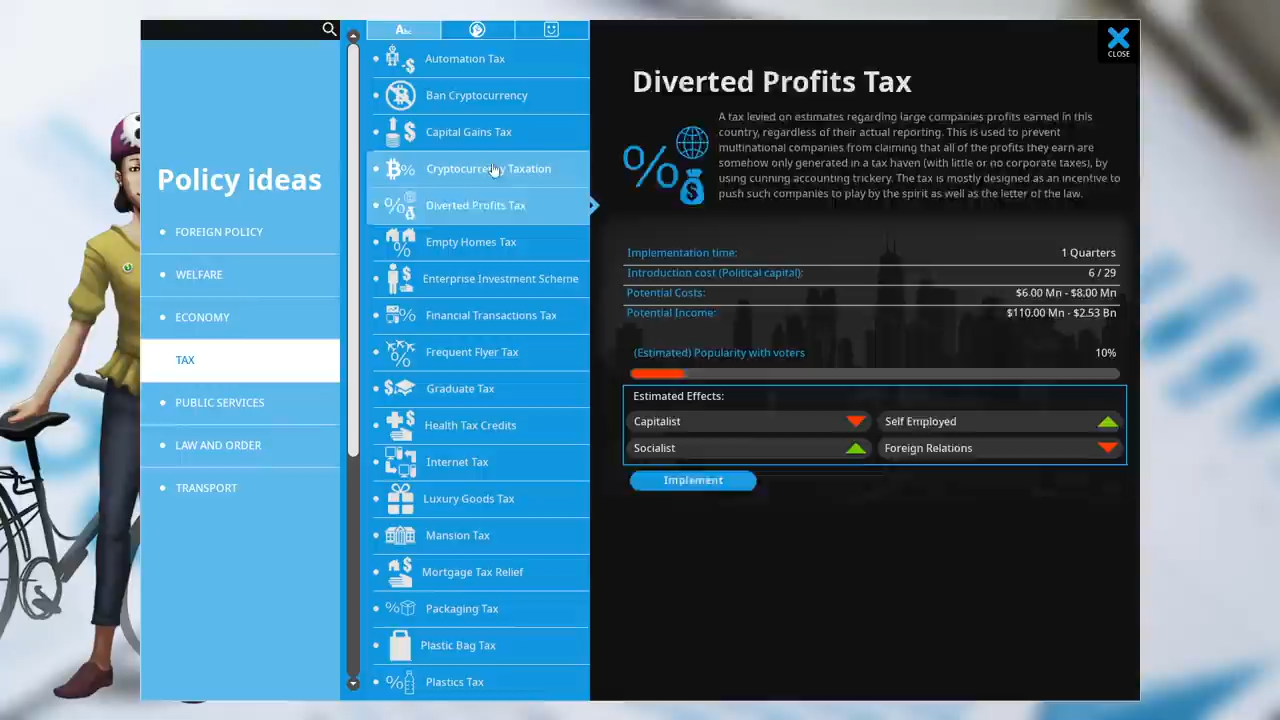 Abc
CLOSE
Policy ideas
FOREIGN POLICY
WELFARE
ECONOMY
TAX
PUBLIC SERVICES
LAW AND ORDER
TRANSPORT
Automation Tax
Ban Cryptocurrency
Capital Gains Tax
Cryptocurrency Taxation
Diverted Profits Tax
Empty Homes Tax
Enterprise Investment Scheme
Financial Transactions Tax
Frequent Flyer Tax
Graduate Tax
Health Tax Credits
Internet Tax
Luxury Goods Tax
Mansion Tax
Mortgage Tax Relief
Packaging Tax
Plastic Bag Tax
Plastics Tax
Diverted Profits Tax
A tax levied on estimates regarding large companies profits earned in this
country, regardless of their actual reporting. This is used to prevent
multinational companies from claiming that all of the profits they earn are
somehow only generated in a tax haven (with little or no corporate taxes), by
using cunning accounting trickery. The tax is mostly designed as an incentive to
push such companies to play by the spirit as well as the letter of the law.
Implementation time: 1 Quarters
Introduction cost (Political capital): 6 / 29
Potential Costs: $6.00 Mn - $8.00 Mn
Potential Income: $110.00 Mn - $2.53 Bn
(Estimated) Popularity with voters 10%
Estimated Effects:
Capitalist Self Employed
Socialist Foreign Relations
Implement